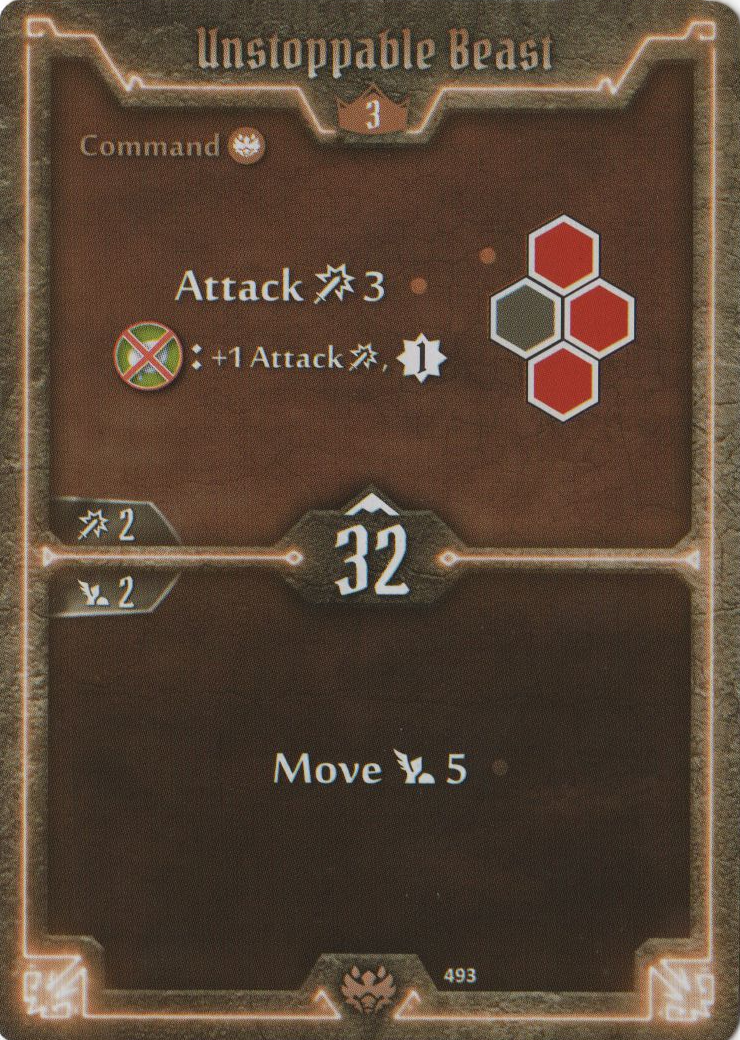 Unstoppable Beast
3
Command
Attack 3
: +1 Attack , 1
2
32
2
Move 5
493